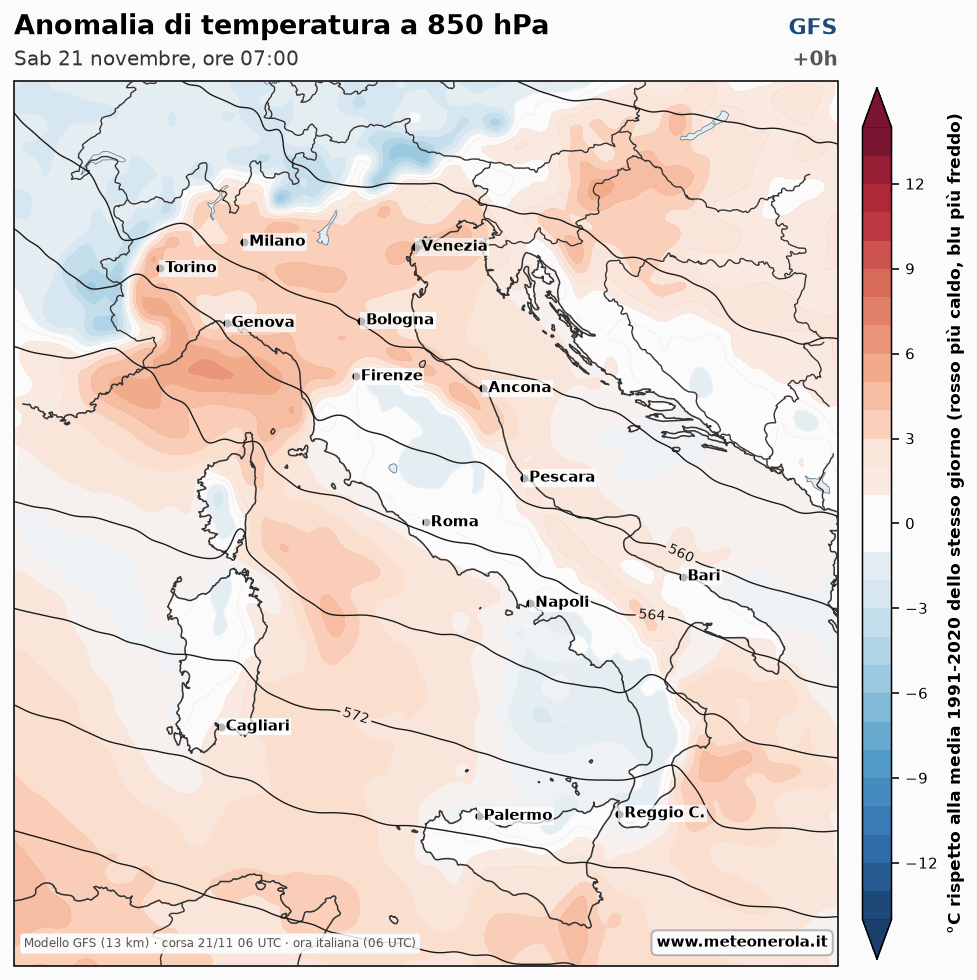 Anomalia di temperatura a 850 hPa
GFS
Sab 21 novembre, ore 07:00
+0h
Milano
Venezia
Torino
Genova
Bologna
Firenze
Ancona
Pescara
Roma
560
Bari
Napoli
564
572
Cagliari
Palermo
Reggio C.
Modello GFS (13 km) · corsa 21/11 06 UTC · ora italiana (06 UTC)
www.meteonerola.it
12
9
6
3
0
−3
−6
−9
−12
°C rispetto alla media 1991-2020 dello stesso giorno (rosso più caldo, blu più freddo)